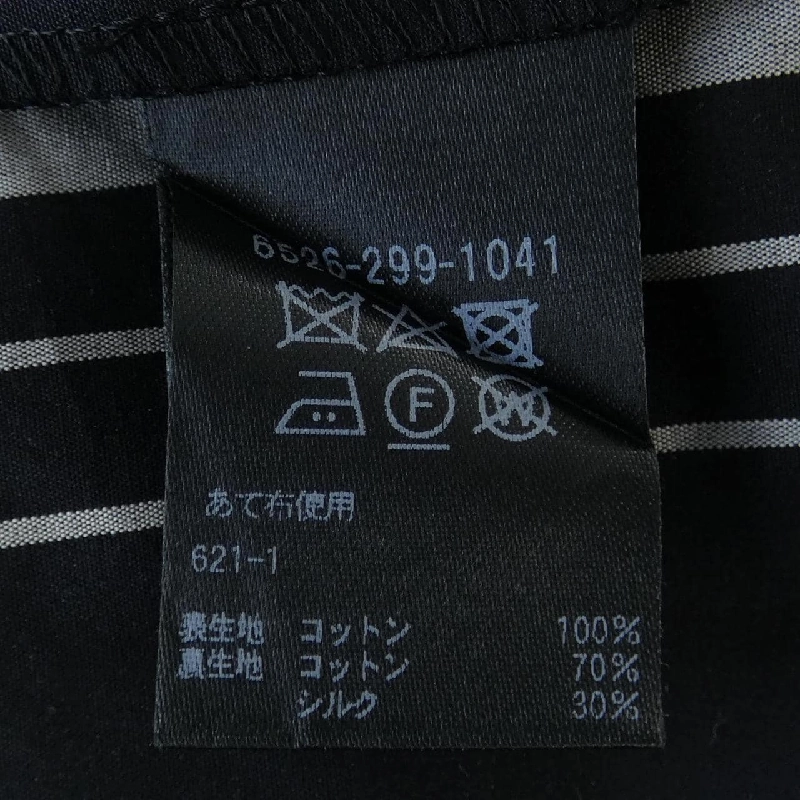 6526-299-1041
F
W
あて布使用
621-1
表生地 コットン 100%
裏生地 コットン 70%
シルク 30%